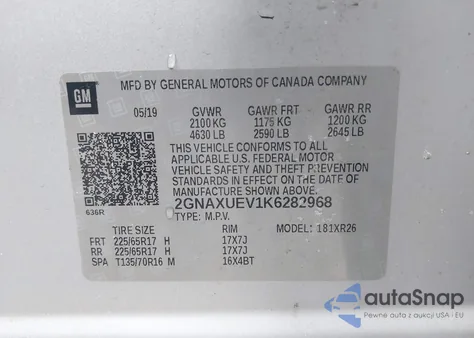 GM
MFD BY GENERAL MOTORS OF CANADA COMPANY
05/19 GVWR GAWR FRT GAWR RR
2100 KG 1175 KG 1200 KG
4630 LB 2590 LB 2645 LB
THIS VEHICLE CONFORMS TO ALL
APPLICABLE U.S. FEDERAL MOTOR
VEHICLE SAFETY AND THEFT PREVENTION
STANDARDS IN EFFECT ON THE DATE OF
MANUFACTURE SHOWN ABOVE.
2GNAXUEV1K6282968
636R
TYPE: M.P.V. MODEL: 181XR26
TIRE SIZE RIM
FRT 225/65R17 H 17X7J
RR 225/65R17 H 17X7J
SPA T135/70R16 M 16X4BT
autoSnap
Pewne auta z aukcji USA i EU